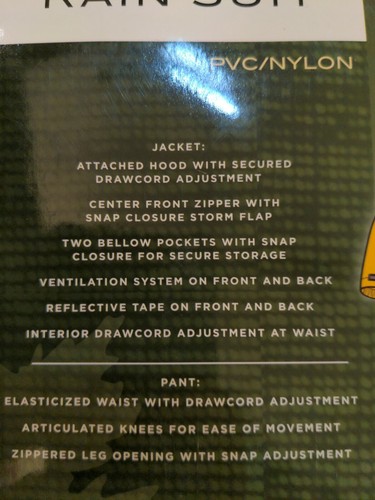 RAIN SUIT
PVC/NYLON
JACKET:
ATTACHED HOOD WITH SECURED
DRAWCORD ADJUSTMENT
CENTER FRONT ZIPPER WITH
SNAP CLOSURE STORM FLAP
TWO BELLOW POCKETS WITH SNAP
CLOSURE FOR SECURE STORAGE
VENTILATION SYSTEM ON FRONT AND BACK
REFLECTIVE TAPE ON FRONT AND BACK
INTERIOR DRAWCORD ADJUSTMENT AT WAIST
PANT:
ELASTICIZED WAIST WITH DRAWCORD ADJUSTMENT
ARTICULATED KNEES FOR EASE OF MOVEMENT
ZIPPERED LEG OPENING WITH SNAP ADJUSTMENT